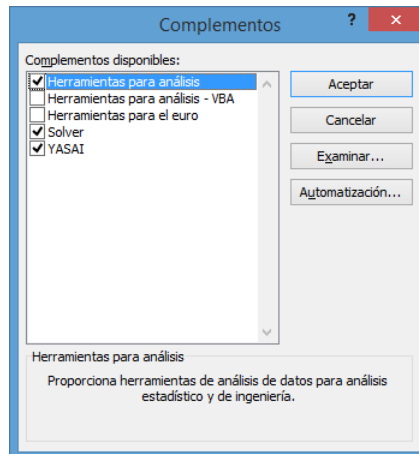 Complementos
?
×
Complementos disponibles:
Herramientas para análisis
Herramientas para análisis - VBA
Herramientas para el euro
Solver
YASAI
Aceptar
Cancelar
Examinar...
Automatización...
Herramientas para análisis
Proporciona herramientas de análisis de datos para análisis
estadístico y de ingeniería.